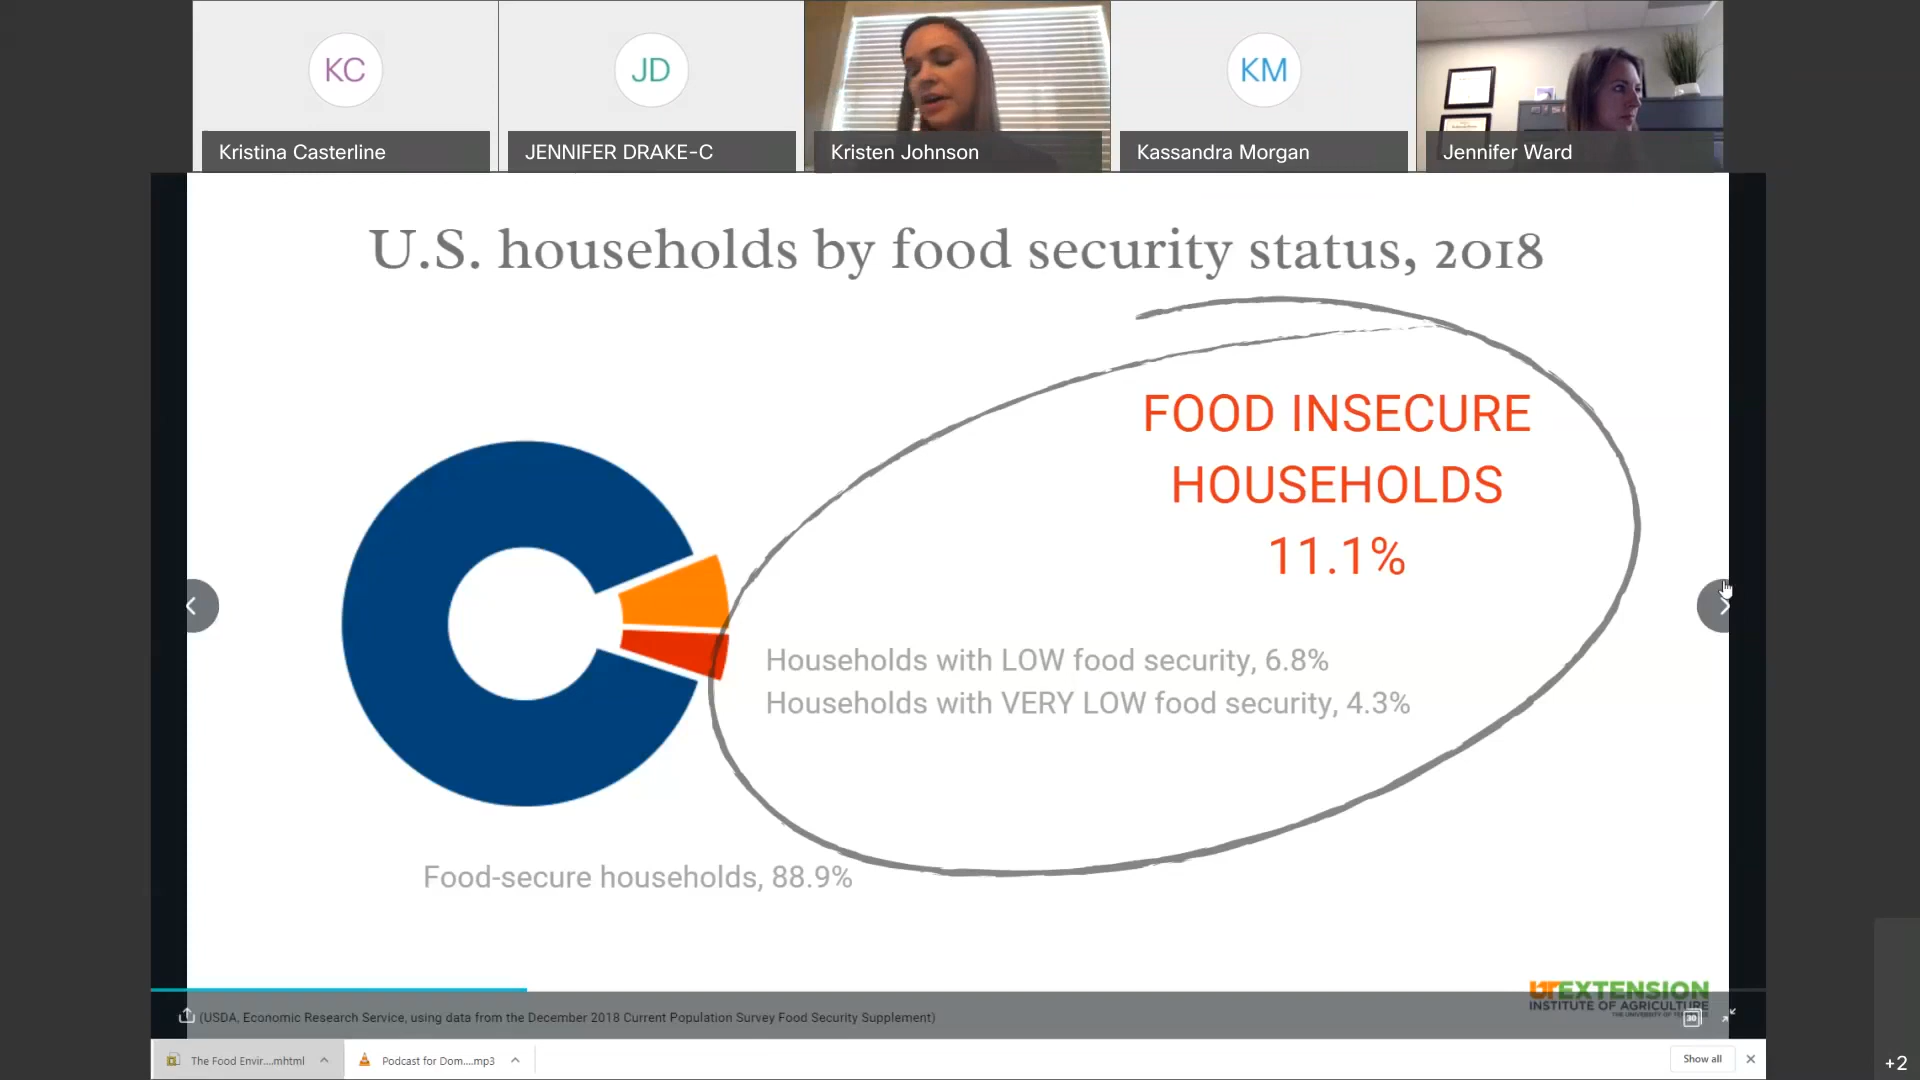 KC
JD
KM
Kristina Casterline
JENNIFER DRAKE-C
Kristen Johnson
Kassandra Morgan
Jennifer Ward
U.S. households by food security status, 2018
FOOD INSECURE
HOUSEHOLDS
11.1%
Households with LOW food security, 6.8%
Households with VERY LOW food security, 4.3%
Food-secure households, 88.9%
UTEXTENSION
INSTITUTE OF AGRICULTURE
(USDA, Economic Research Service, using data from the December 2018 Current Population Survey Food Security Supplement)
30
The Food Envir....mhtml
Podcast for Dom....mp3
Show all
+2